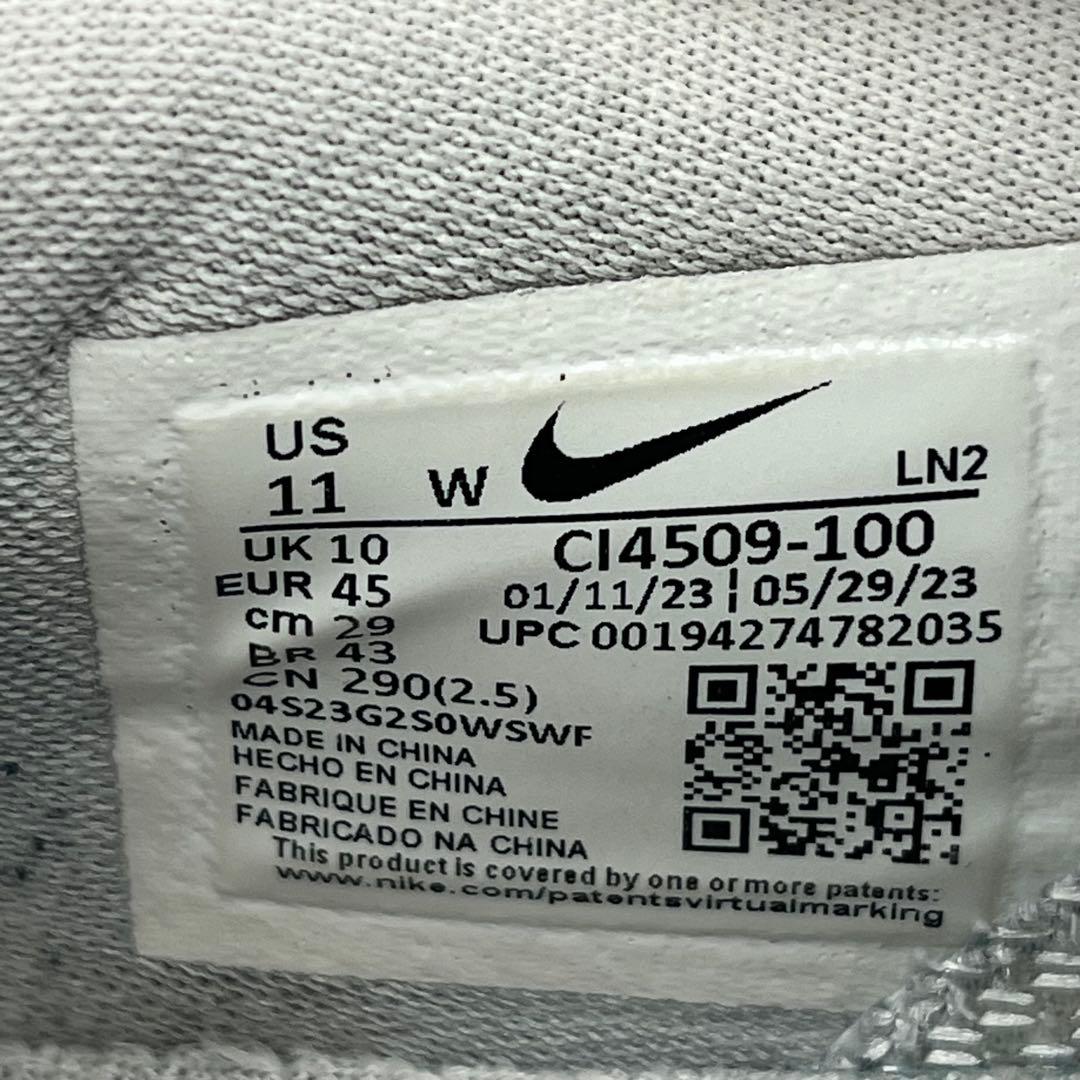 US
11 W LN2
UK 10 CI4509-100
EUR 45 01/11/23 ¦ 05/29/23
cm 29 UPC 00194274782035
BR 43
CN 290(2.5)
04S23G2S0WSWF
MADE IN CHINA
HECHO EN CHINA
FABRIQUE EN CHINE
FABRICADO NA CHINA
This product is covered by one or more patents:
www.nike.com/patentsvirtualmarking